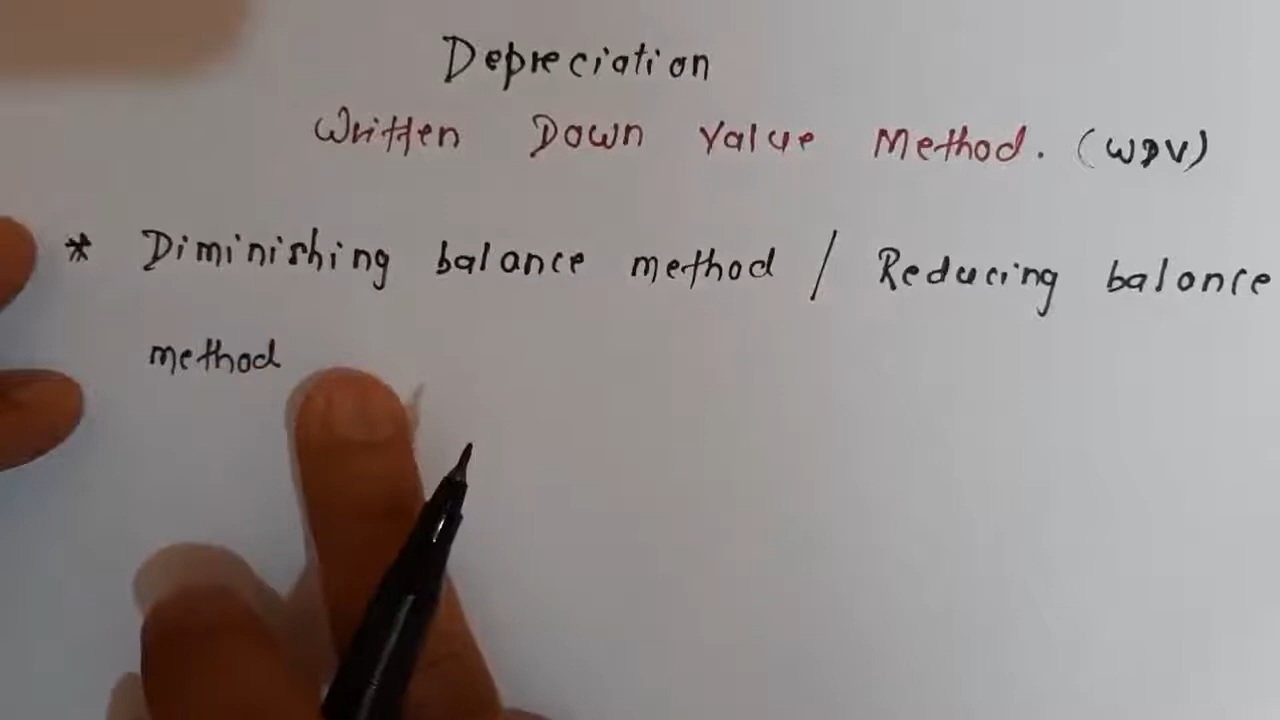 Depreciation
Written Down Value Method. (WDV)
* Diminishing balance method / Reducing balance
method